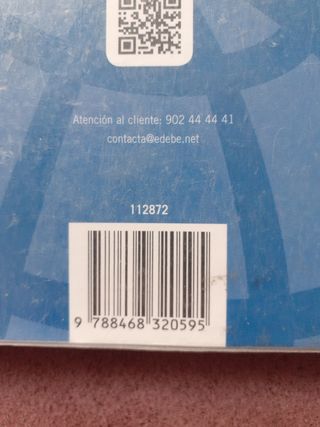 Atención al cliente: 902 44 44 41
contacta@edebe.net
112872
9 788468 320595